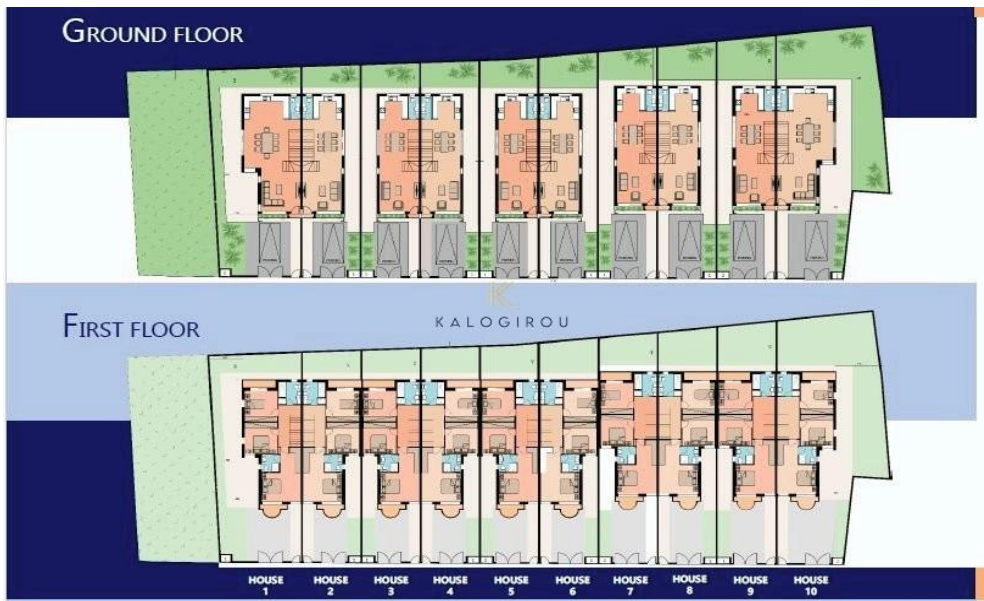 GROUND FLOOR
KALOGIROU
FIRST FLOOR
HOUSE 1
HOUSE 2
HOUSE 3
HOUSE 4
HOUSE 5
HOUSE 6
HOUSE 7
HOUSE 8
HOUSE 9
HOUSE 10